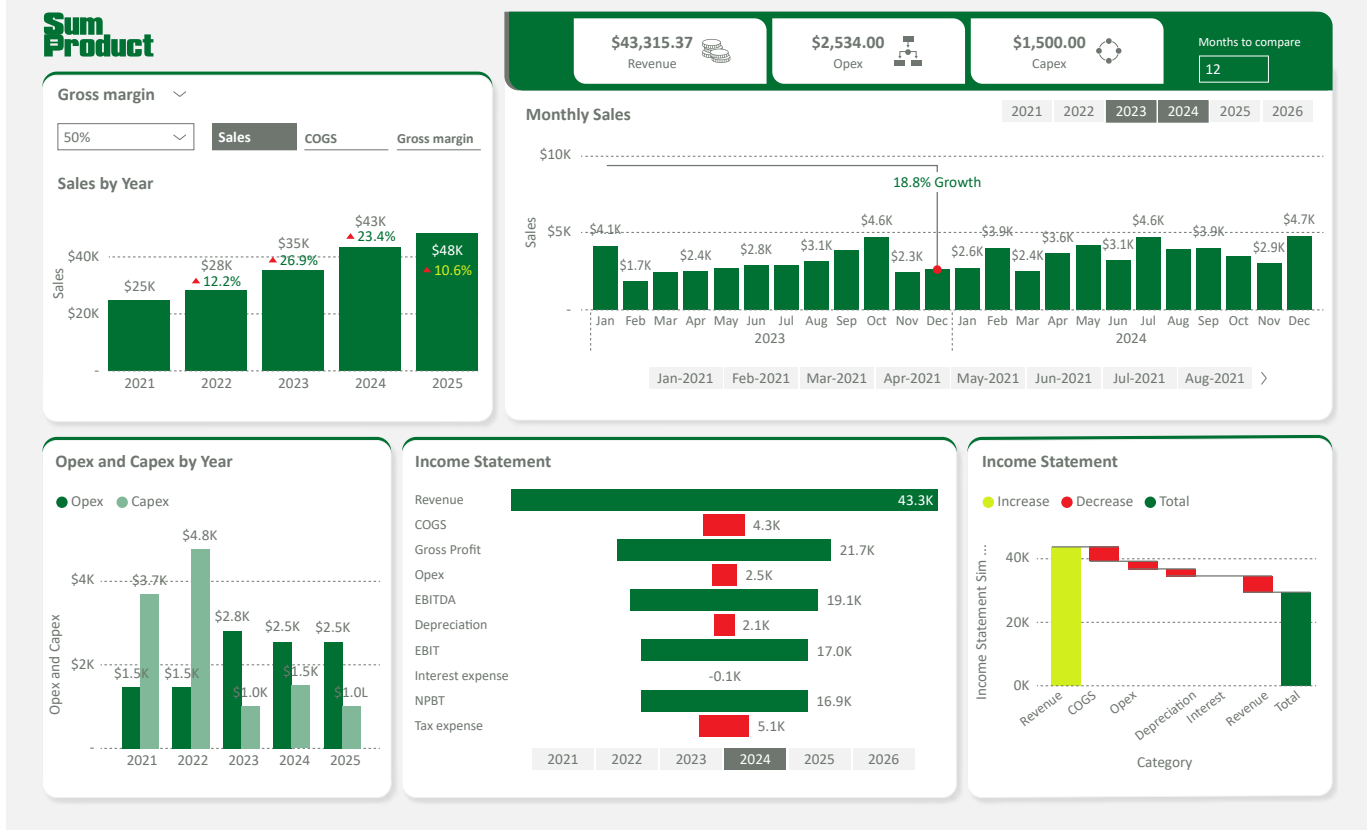 Sum
Product
$43,315.37
Revenue
$2,534.00
Opex
$1,500.00
Capex
Months to compare
12
Gross margin
50%
Sales
COGS
Gross margin
Sales by Year
Sales
$40K
$20K
-
$25K
$28K
12.2%
$35K
26.9%
$43K
23.4%
$48K
10.6%
2021 2022 2023 2024 2025
Monthly Sales
2021 2022 2023 2024 2025 2026
Sales
$10K
$5K
-
18.8% Growth
$4.1K $1.7K $2.4K $2.8K $3.1K $4.6K $2.3K $2.6K $3.9K $2.4K $3.6K $3.1K $4.6K $3.9K $2.9K $4.7K
Jan Feb Mar Apr May Jun Jul Aug Sep Oct Nov Dec Jan Feb Mar Apr May Jun Jul Aug Sep Oct Nov Dec
2023 2024
Jan-2021 Feb-2021 Mar-2021 Apr-2021 May-2021 Jun-2021 Jul-2021 Aug-2021
Opex and Capex by Year
Opex Capex
Opex and Capex
$4K
$2K
-
$1.5K $3.7K $1.5K $4.8K $2.8K $1.0K $2.5K $1.5K $2.5K $1.0L
2021 2022 2023 2024 2025
Income Statement
Revenue 43.3K
COGS 4.3K
Gross Profit 21.7K
Opex 2.5K
EBITDA 19.1K
Depreciation 2.1K
EBIT 17.0K
Interest expense -0.1K
NPBT 16.9K
Tax expense 5.1K
2021 2022 2023 2024 2025 2026
Income Statement
Increase Decrease Total
Income Statement Sim ...
40K
20K
0K
Revenue COGS Opex Depreciation Interest Revenue Total
Category